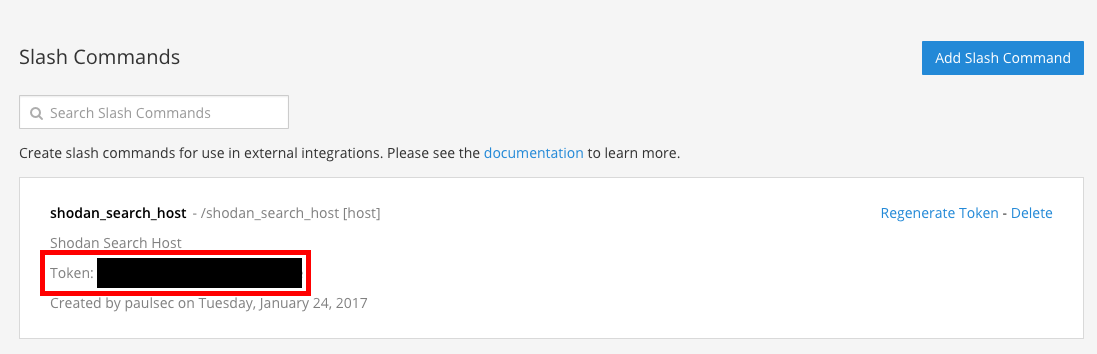 Slash Commands
Add Slash Command
Search Slash Commands
Create slash commands for use in external integrations. Please see the documentation to learn more.
shodan_search_host - /shodan_search_host [host]
Regenerate Token - Delete
Shodan Search Host
Token:
Created by paulsec on Tuesday, January 24, 2017